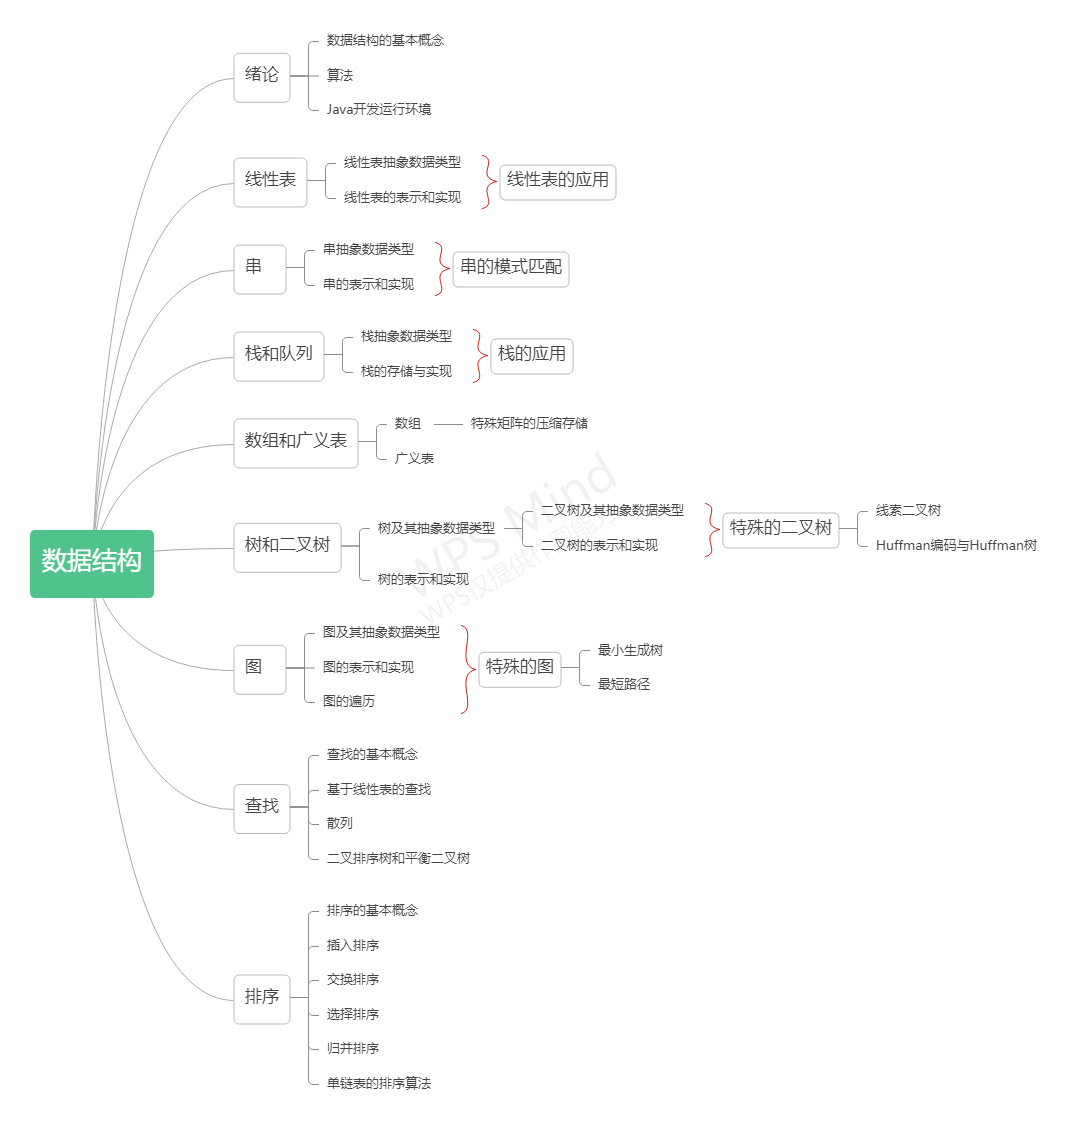 数据结构
绪论
数据结构的基本概念
算法
Java开发运行环境
线性表
线性表抽象数据类型
线性表的表示和实现
线性表的应用
串
串抽象数据类型
串的表示和实现
串的模式匹配
栈和队列
栈抽象数据类型
栈的存储与实现
栈的应用
数组和广义表
数组
特殊矩阵的压缩存储
广义表
树和二叉树
树及其抽象数据类型
二叉树及其抽象数据类型
二叉树的表示和实现
特殊的二叉树
线索二叉树
Huffman编码与Huffman树
树的表示和实现
图
图及其抽象数据类型
图的表示和实现
图的遍历
特殊的图
最小生成树
最短路径
查找
查找的基本概念
基于线性表的查找
散列
二叉排序树和平衡二叉树
排序
排序的基本概念
插入排序
交换排序
选择排序
归并排序
单链表的排序算法
WPS Mind
WPS仅提供